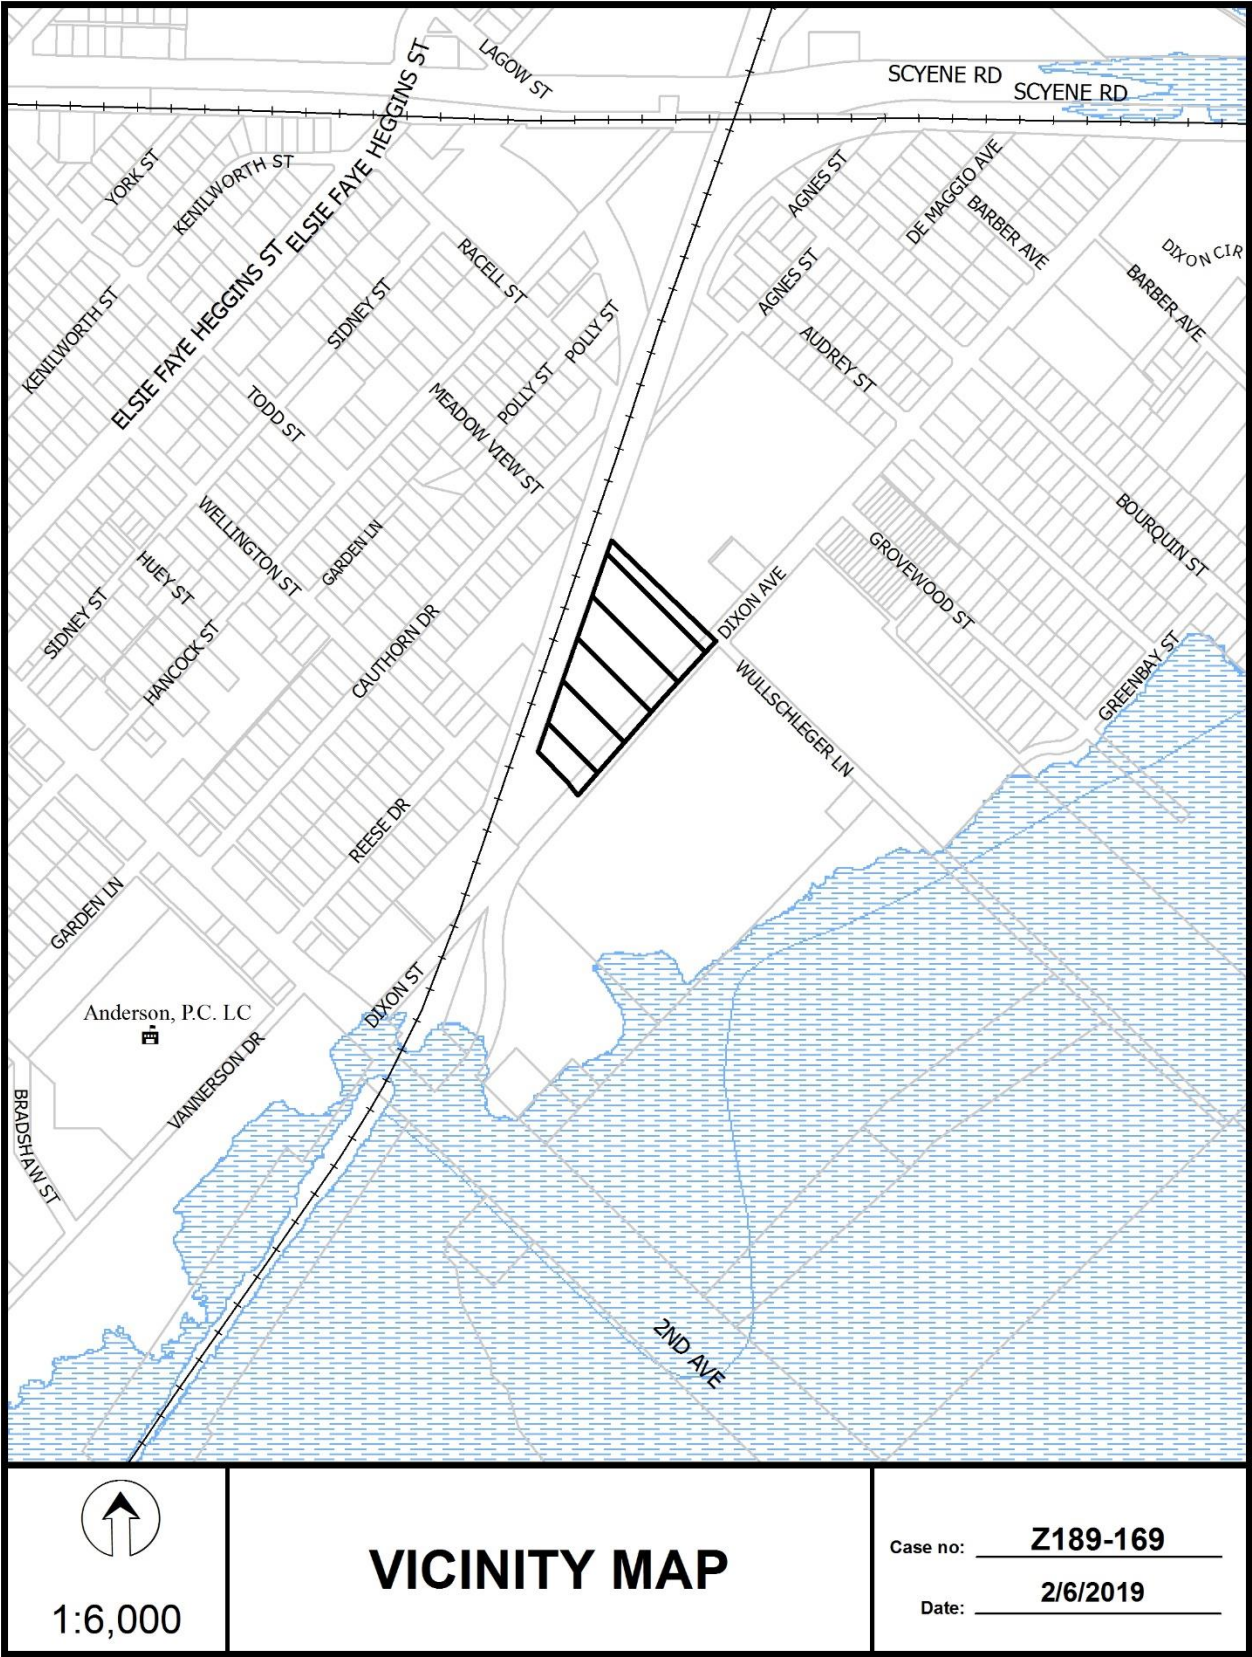 LAGOW ST
SCYENE RD
SCYENE RD
ELSIE FAYE HEGGINS ST
YORK ST
KENILWORTH ST
AGNES ST
DE MAGGIO AVE
BARBER AVE
DIXON CIR
RACELL ST
BARBER AVE
KENILWORTH ST
ELSIE FAYE HEGGINS ST
SIDNEY ST
POLLY ST
AGNES ST
AUDREY ST
TODD ST
POLLY ST
MEADOW VIEW ST
WELLINGTON ST
GARDEN LN
BOURQUIN ST
HUEY ST
GROVEWOOD ST
SIDNEY ST
DIXON AVE
HANCOCK ST
CAUTHORN DR
GREENBAY ST
WULLSCHLEGER LN
REESE DR
GARDEN LN
DIXON ST
Anderson, P.C. LC
VANNERSON DR
BRADSHAW ST
2ND AVE
1:6,000
VICINITY MAP
Case no: Z189-169
Date: 2/6/2019